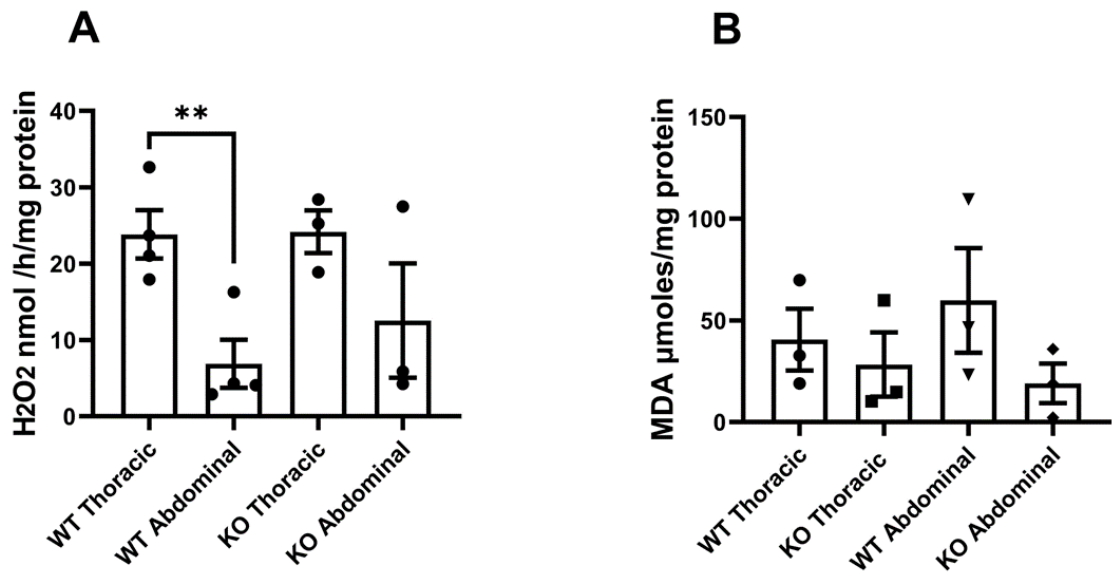 A
H2O2 nmol /h/mg protein
40
30
20
10
0
**
WT Thoracic
WT Abdominal
KO Thoracic
KO Abdominal
B
MDA µmoles/mg protein
150
100
50
0
WT Thoracic
KO Thoracic
WT Abdominal
KO Abdominal